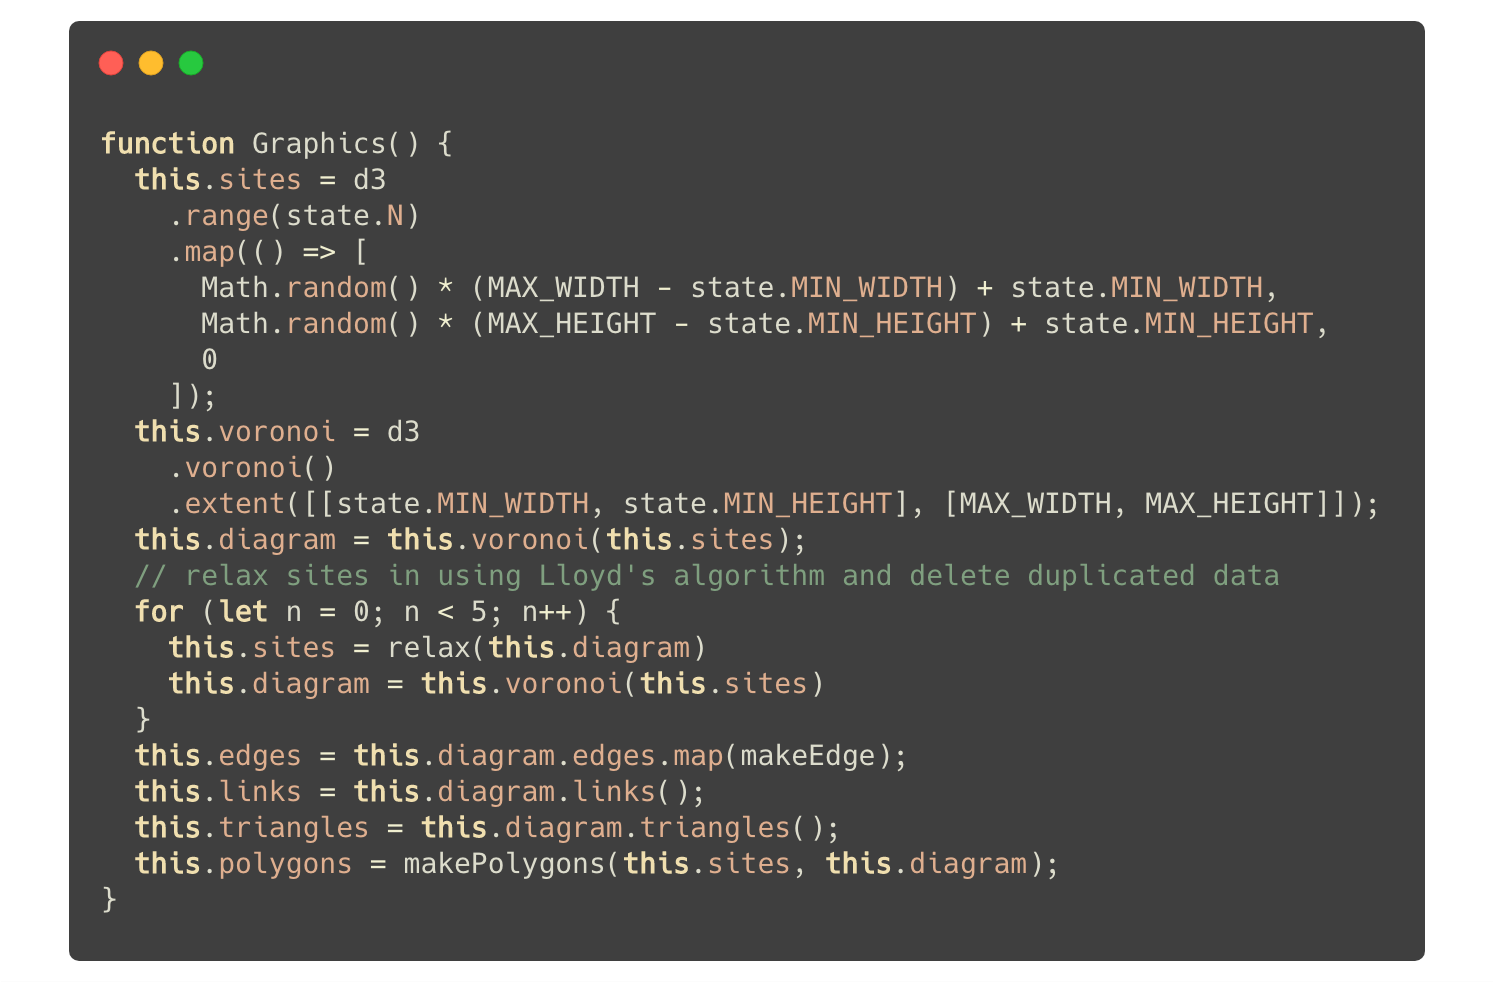 function Graphics() {
  this.sites = d3
    .range(state.N)
    .map(() => [
      Math.random() * (MAX_WIDTH - state.MIN_WIDTH) + state.MIN_WIDTH,
      Math.random() * (MAX_HEIGHT - state.MIN_HEIGHT) + state.MIN_HEIGHT,
      0
    ]);
  this.voronoi = d3
    .voronoi()
    .extent([[state.MIN_WIDTH, state.MIN_HEIGHT], [MAX_WIDTH, MAX_HEIGHT]]);
  this.diagram = this.voronoi(this.sites);
  // relax sites in using Lloyd's algorithm and delete duplicated data
  for (let n = 0; n < 5; n++) {
    this.sites = relax(this.diagram)
    this.diagram = this.voronoi(this.sites)
  }
  this.edges = this.diagram.edges.map(makeEdge);
  this.links = this.diagram.links();
  this.triangles = this.diagram.triangles();
  this.polygons = makePolygons(this.sites, this.diagram);
}